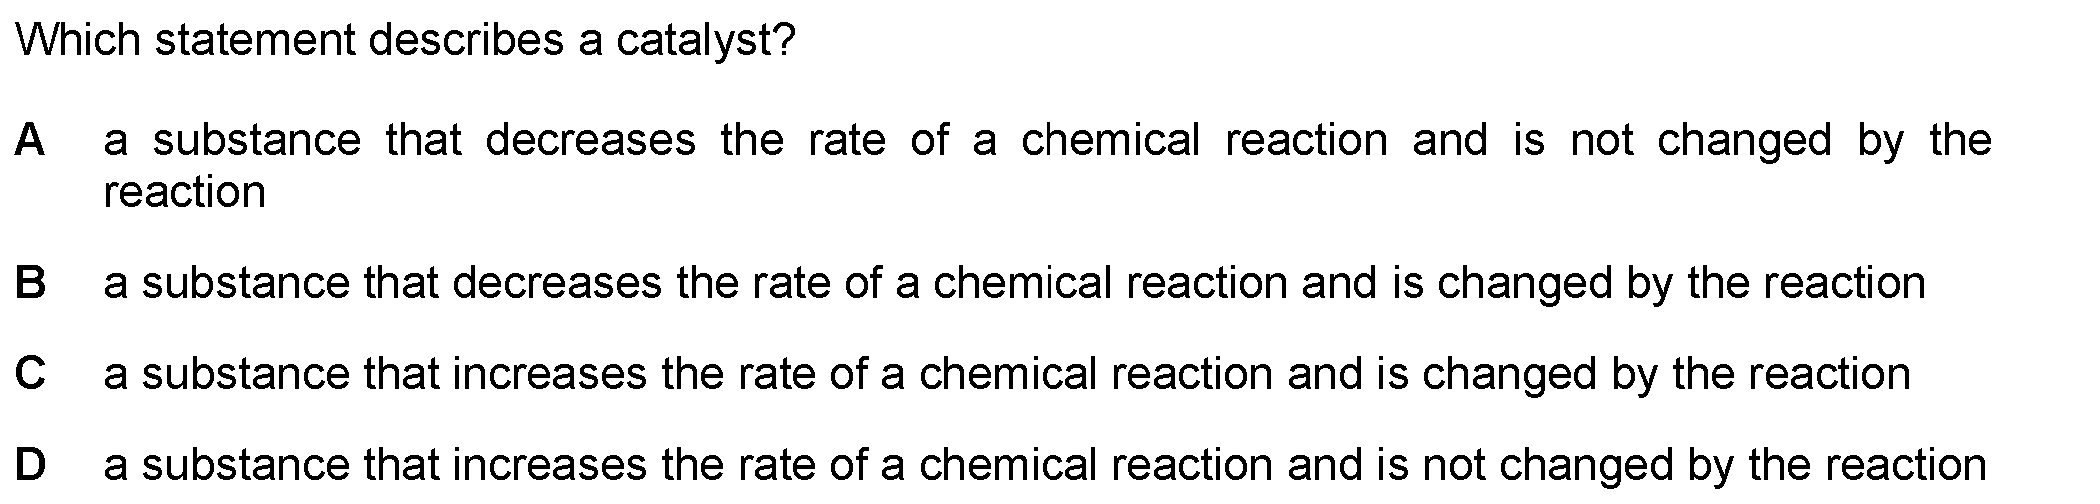 Which statement describes a catalyst?
A a substance that decreases the rate of a chemical reaction and is not changed by the
reaction
B a substance that decreases the rate of a chemical reaction and is changed by the reaction
C a substance that increases the rate of a chemical reaction and is changed by the reaction
D a substance that increases the rate of a chemical reaction and is not changed by the reaction